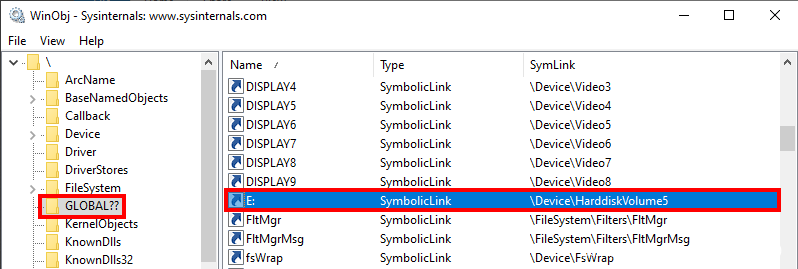 WinObj - Sysinternals: www.sysinternals.com
File View Help
\
ArcName
BaseNamedObjects
Callback
Device
Driver
DriverStores
FileSystem
GLOBAL??
KernelObjects
KnownDlls
KnownDlls32
Name / Type SymLink
DISPLAY4 SymbolicLink \Device\Video3
DISPLAY5 SymbolicLink \Device\Video4
DISPLAY6 SymbolicLink \Device\Video5
DISPLAY7 SymbolicLink \Device\Video6
DISPLAY8 SymbolicLink \Device\Video7
DISPLAY9 SymbolicLink \Device\Video8
E: SymbolicLink \Device\HarddiskVolume5
FltMgr SymbolicLink \FileSystem\Filters\FltMgr
FltMgrMsg SymbolicLink \FileSystem\Filters\FltMgrMsg
fsWrap SymbolicLink \Device\FsWrap